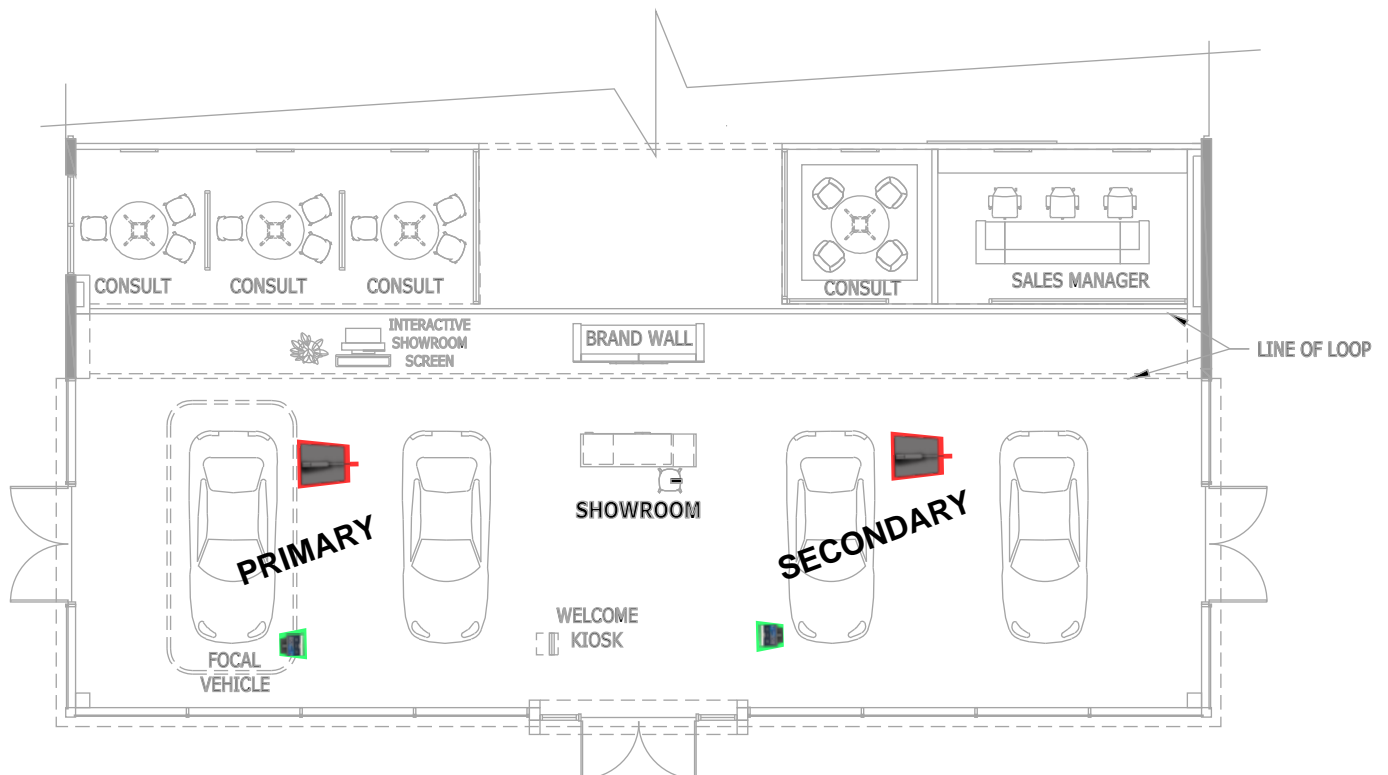 CONSULT
CONSULT
CONSULT
CONSULT
SALES MANAGER
INTERACTIVE
SHOWROOM
SCREEN
BRAND WALL
LINE OF LOOP
SHOWROOM
PRIMARY
SECONDARY
WELCOME
KIOSK
FOCAL
VEHICLE